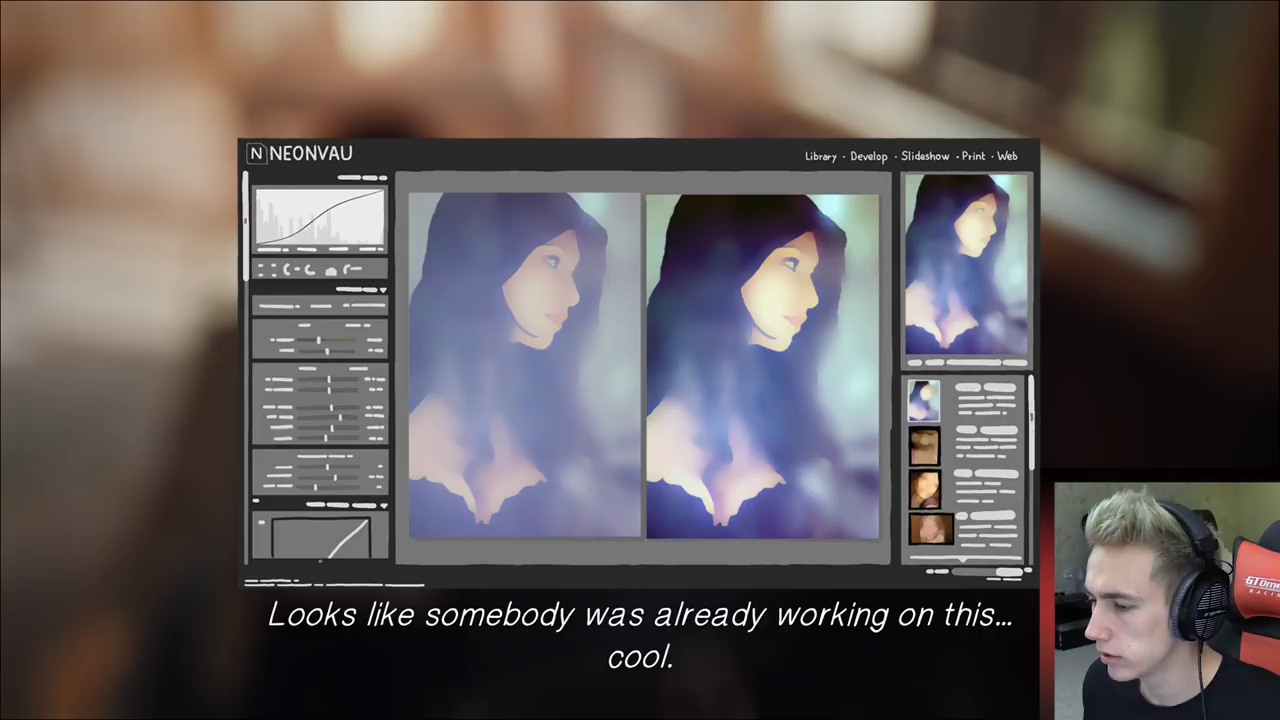 NEONVAU
Library · Develop · Slideshow · Print · Web
Looks like somebody was already working on this...
cool.